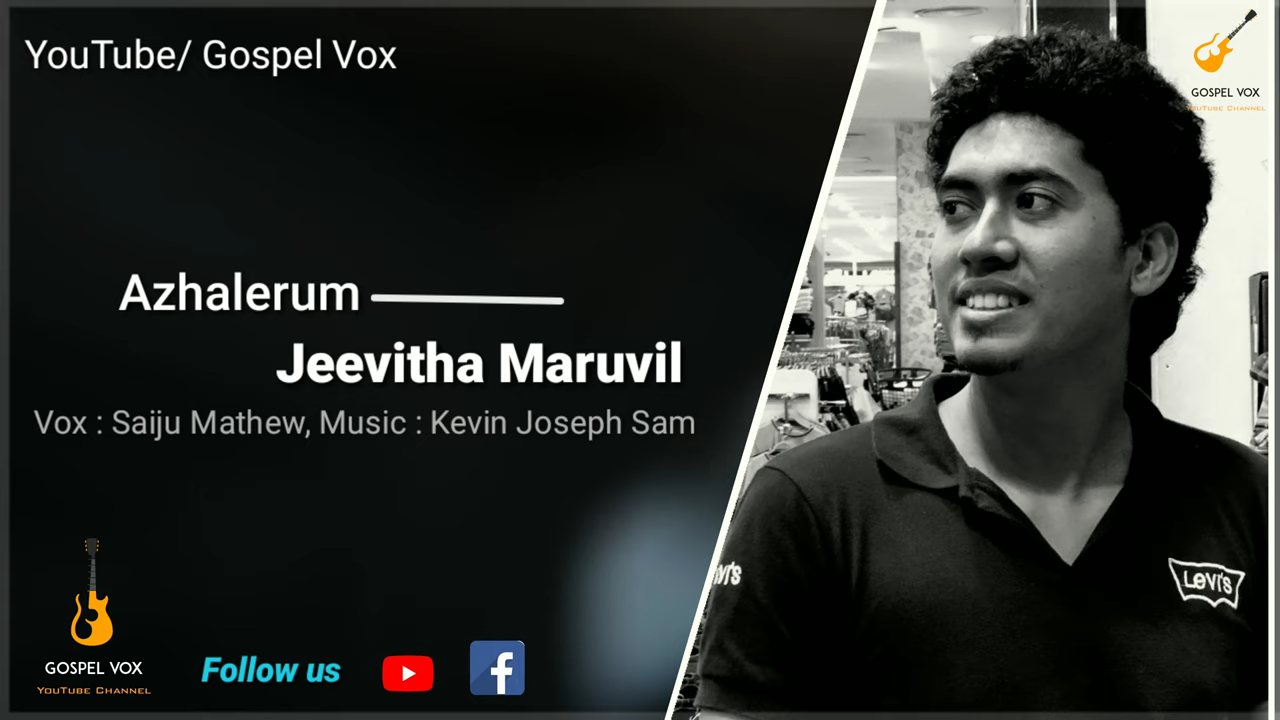 YouTube/ Gospel Vox
GOSPEL VOX
YouTube Channel
Azhalerum
Jeevitha Maruvil
Vox : Saiju Mathew, Music : Kevin Joseph Sam
Levi's
GOSPEL VOX
YouTube Channel
Follow us